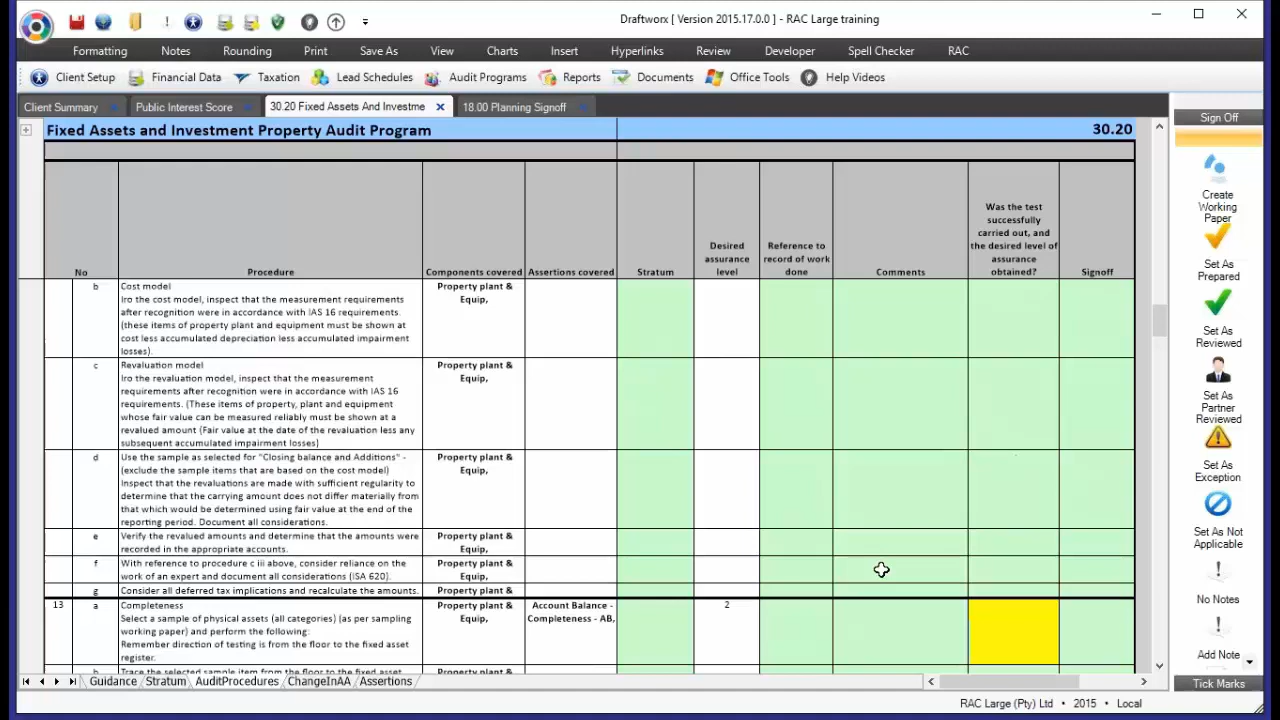 Draftworx [ Version 2015.17.0.0 ] - RAC Large training
Formatting Notes Rounding Print Save As View Charts Insert Hyperlinks Review Developer Spell Checker RAC
Client Setup Financial Data Taxation Lead Schedules Audit Programs Reports Documents Office Tools Help Videos
Client Summary Public Interest Score 30.20 Fixed Assets And Investme 18.00 Planning Signoff
Fixed Assets and Investment Property Audit Program 30.20
No
Procedure
Components covered
Assertions covered
Stratum
Desired
assurance
level
Reference to
record of work
done
Comments
Was the test
successfully
carried out, and
the desired level of
assurance
obtained?
Signoff
b
Cost model
Iro the cost model, inspect that the measurement requirements
after recognition were in accordance with IAS 16 requirements.
(these items of property plant and equipment must be shown at
cost less accumulated depreciation less accumulated impairment
losses).
Property plant &
Equip,
c
Revaluation model
Iro the revaluation model, inspect that the measurement
requirements after recognition were in accordance with IAS 16
requirements. (These items of property, plant and equipment
whose fair value can be measured reliably must be shown at a
revalued amount (Fair value at the date of the revaluation less any
subsequent accumulated impairment losses)
Property plant &
Equip,
d
Use the sample as selected for "Closing balance and Additions" -
(exclude the sample items that are based on the cost model)
Inspect that the revaluations are made with sufficient regularity to
determine that the carrying amount does not differ materially from
that which would be determined using fair value at the end of the
reporting period. Document all considerations.
Property plant &
Equip,
e
Verify the revalued amounts and determine that the amounts were
recorded in the appropriate accounts.
Property plant &
Equip,
f
With reference to procedure c iii above, consider reliance on the
work of an expert and document all considerations (ISA 620).
Property plant &
Equip,
g
Consider all deferred tax implications and recalculate the amounts.
Property plant &
13
a
Completeness
Select a sample of physical assets (all categories) (as per sampling
working paper) and perform the following:
Remember direction of testing is from the floor to the fixed asset
register.
Property plant &
Equip,
Account Balance -
Completeness - AB,
2
b
Trace the selected sample item from the floor to the fixed asset
Property plant &
Guidance Stratum AuditProcedures ChangeInAA Assertions
Sign Off
Create
Working
Paper
Set As
Prepared
Set As
Reviewed
Set As
Partner
Reviewed
Set As
Exception
Set As Not
Applicable
No Notes
Add Note
Tick Marks
RAC Large (Pty) Ltd • 2015 • Local